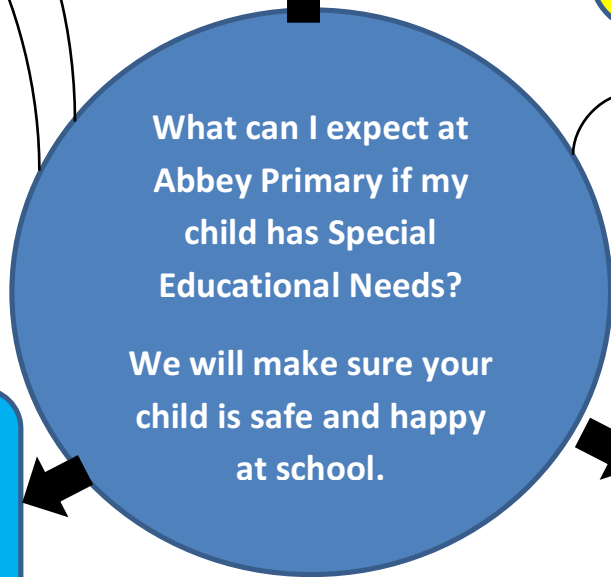 What can I expect at
Abbey Primary if my
child has Special
Educational Needs?
We will make sure your
child is safe and happy
at school.